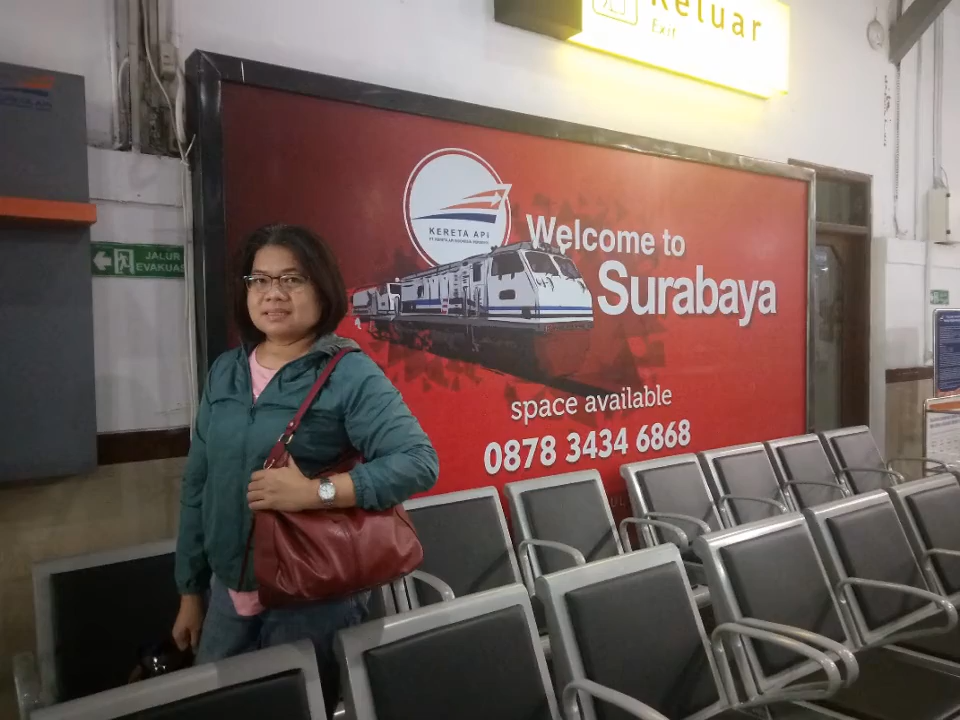 Keluar
Exit
JALUR
EVAKUASI
KERETA API
Welcome to
Surabaya
space available
0878 3434 6868